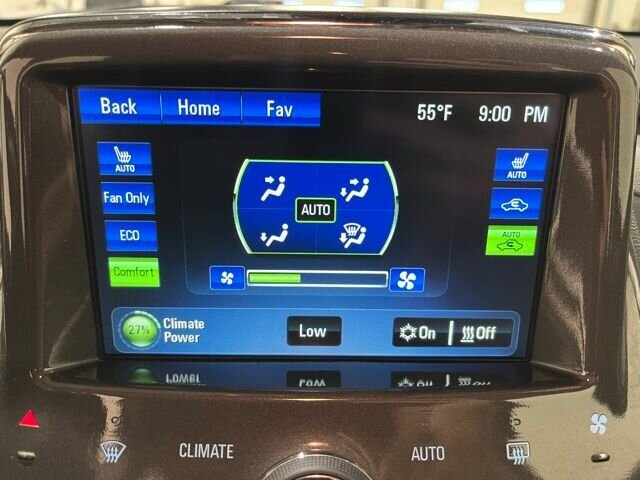 Back Home Fav 55°F 9:00 PM
AUTO AUTO
Fan Only
AUTO
ECO AUTO
Comfort
27% Climate Power Low On Off
CLIMATE AUTO